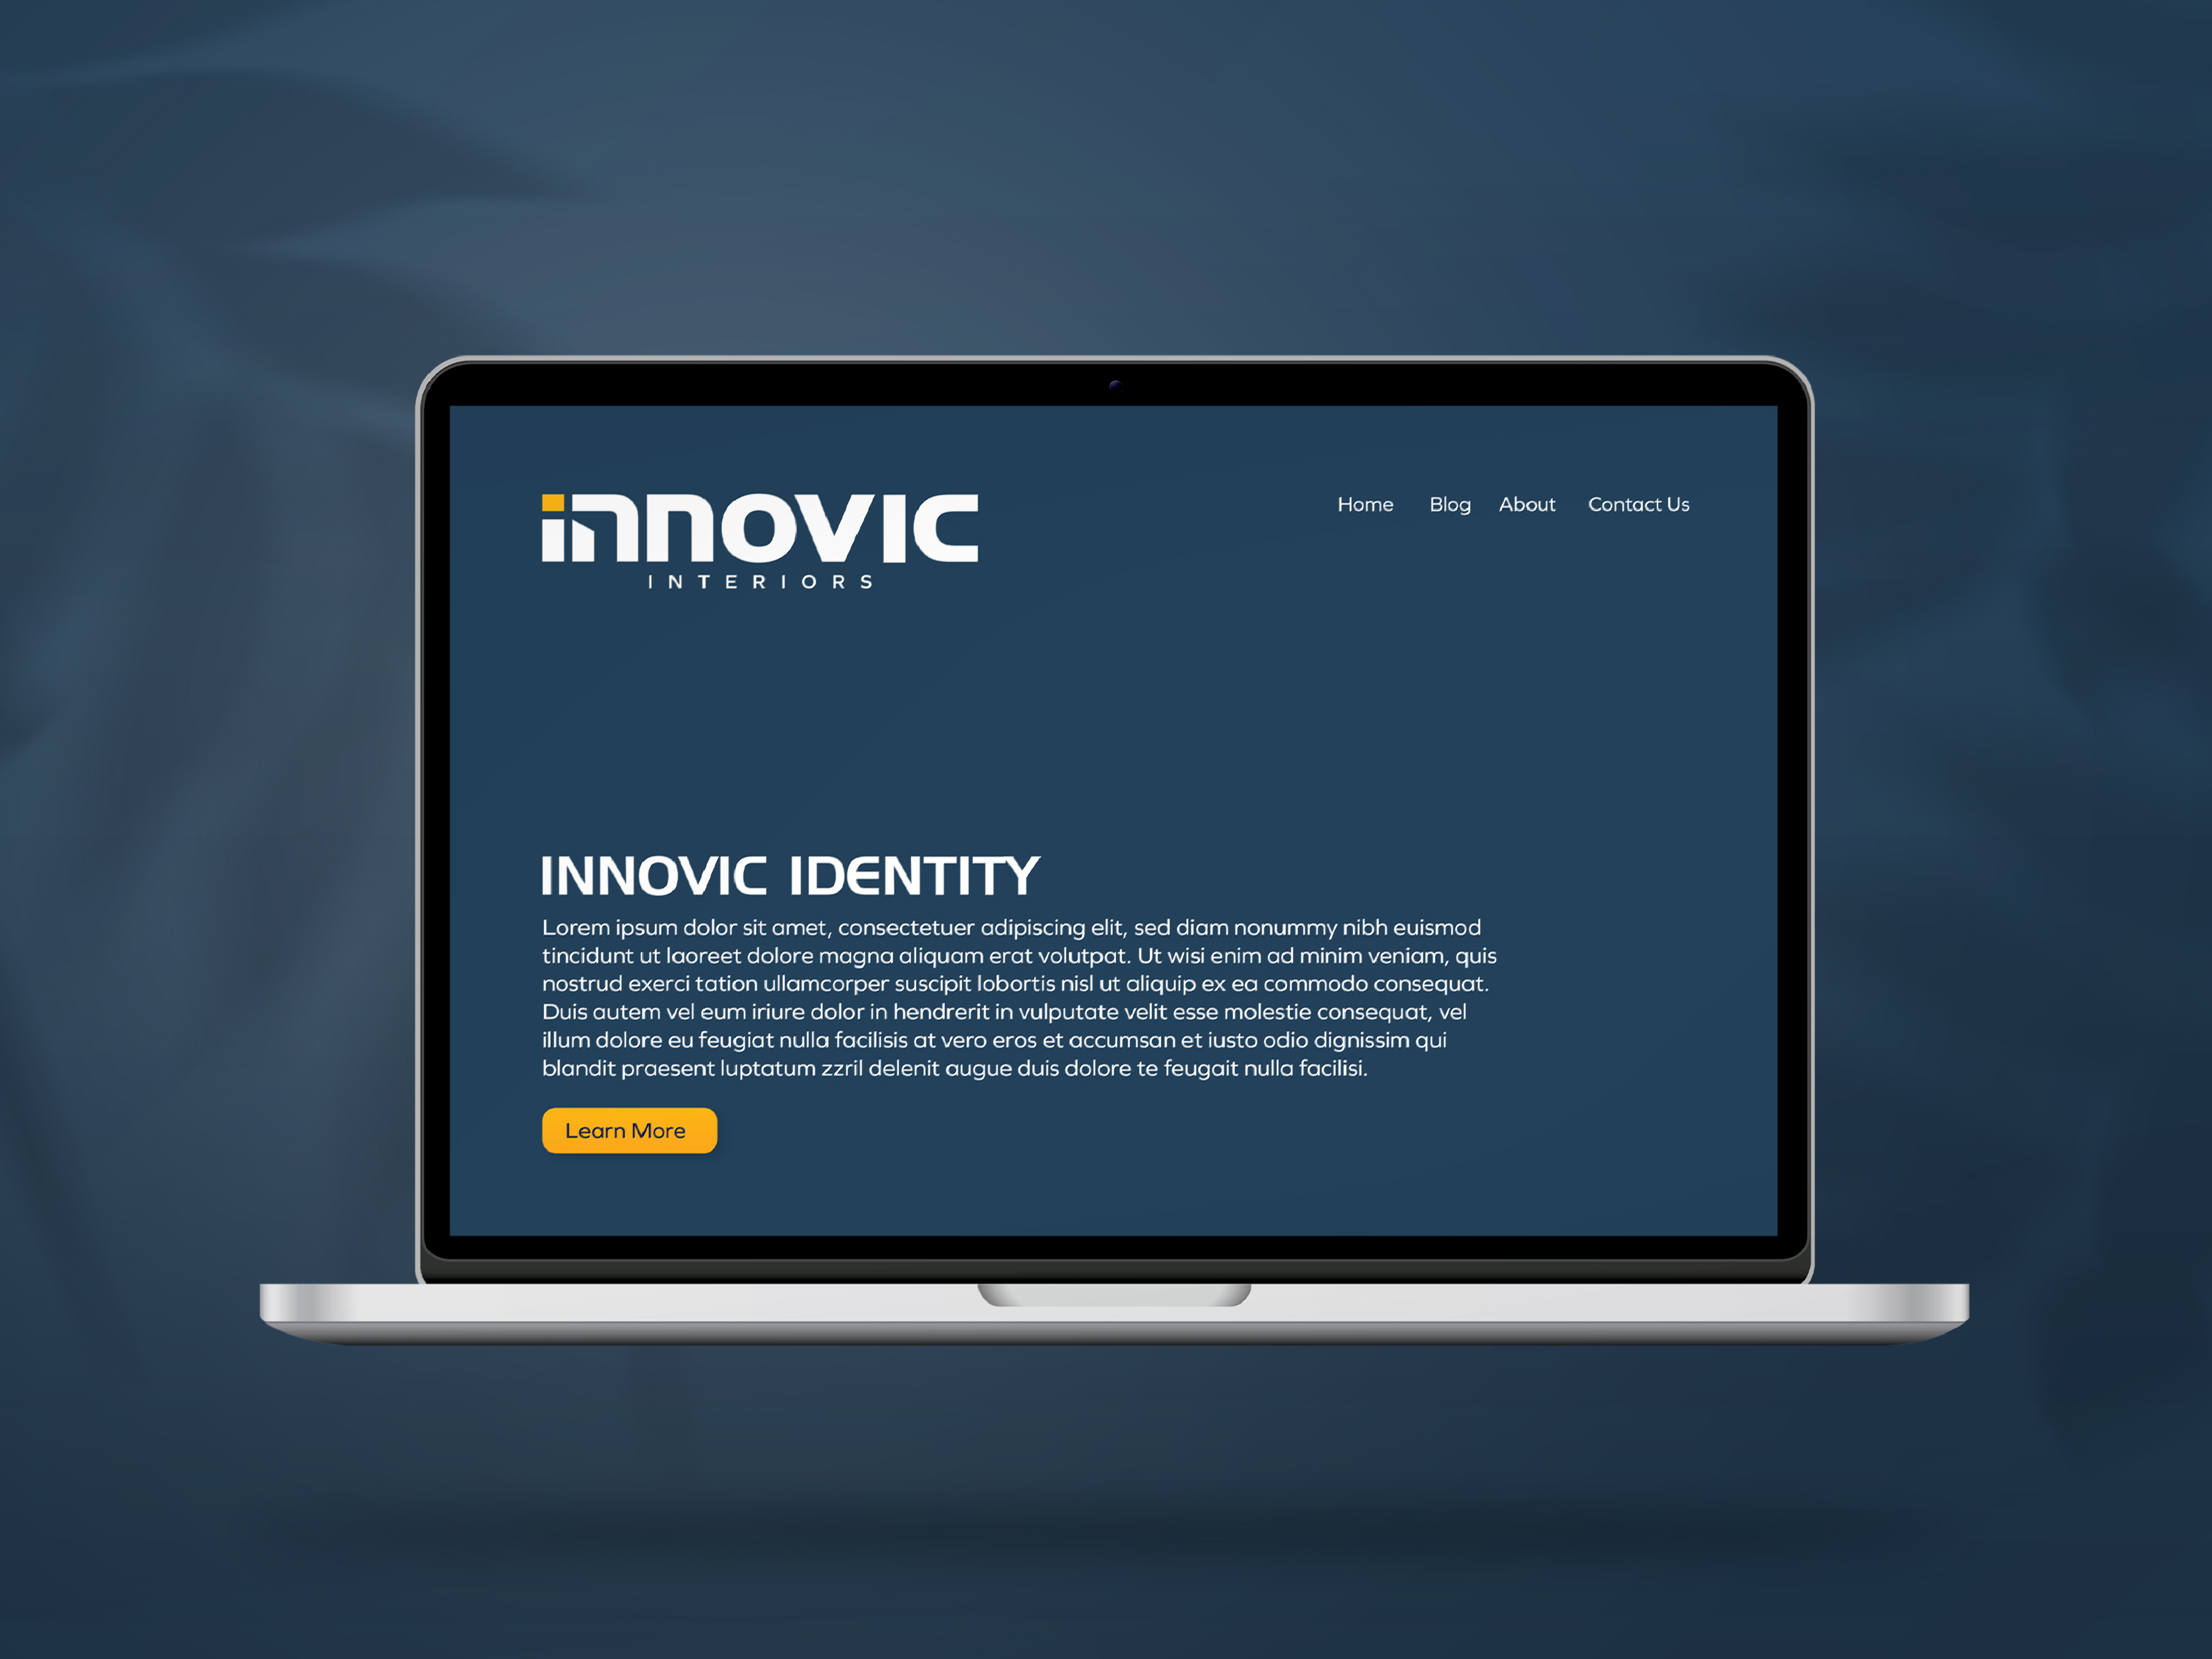 innovic
INTERIORS
Home Blog About Contact Us
INNOVIC IDENTITY
Lorem ipsum dolor sit amet, consectetuer adipiscing elit, sed diam nonummy nibh euismod
tincidunt ut laoreet dolore magna aliquam erat volutpat. Ut wisi enim ad minim veniam, quis
nostrud exerci tation ullamcorper suscipit lobortis nisl ut aliquip ex ea commodo consequat.
Duis autem vel eum iriure dolor in hendrerit in vulputate velit esse molestie consequat, vel
illum dolore eu feugiat nulla facilisis at vero eros et accumsan et iusto odio dignissim qui
blandit praesent luptatum zzril delenit augue duis dolore te feugait nulla facilisi.
Learn More